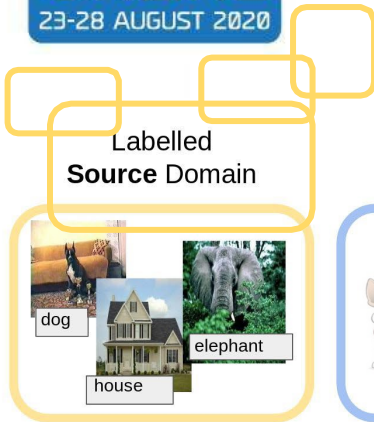 23-28 AUGUST 2020
Labelled
Source Domain
dog
elephant
house